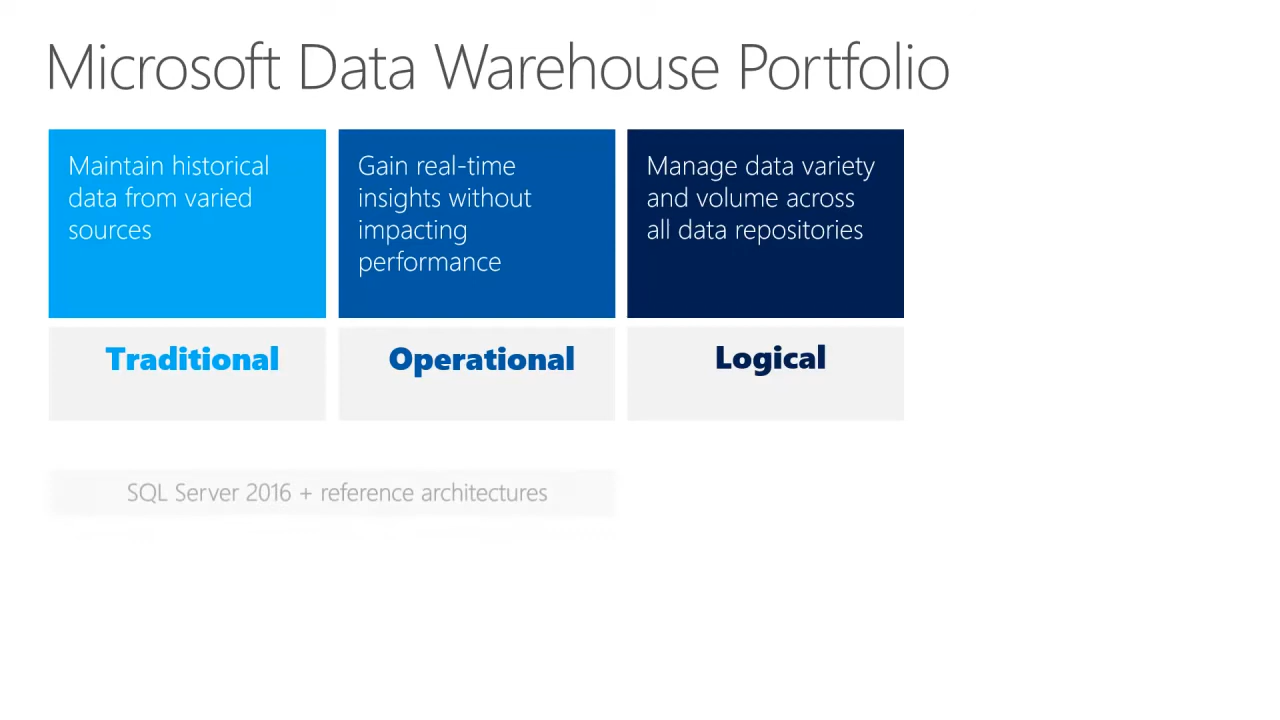 Microsoft Data Warehouse Portfolio
Maintain historical
data from varied
sources
Gain real-time
insights without
impacting
performance
Manage data variety
and volume across
all data repositories
Traditional
Operational
Logical
SQL Server 2016 + reference architectures